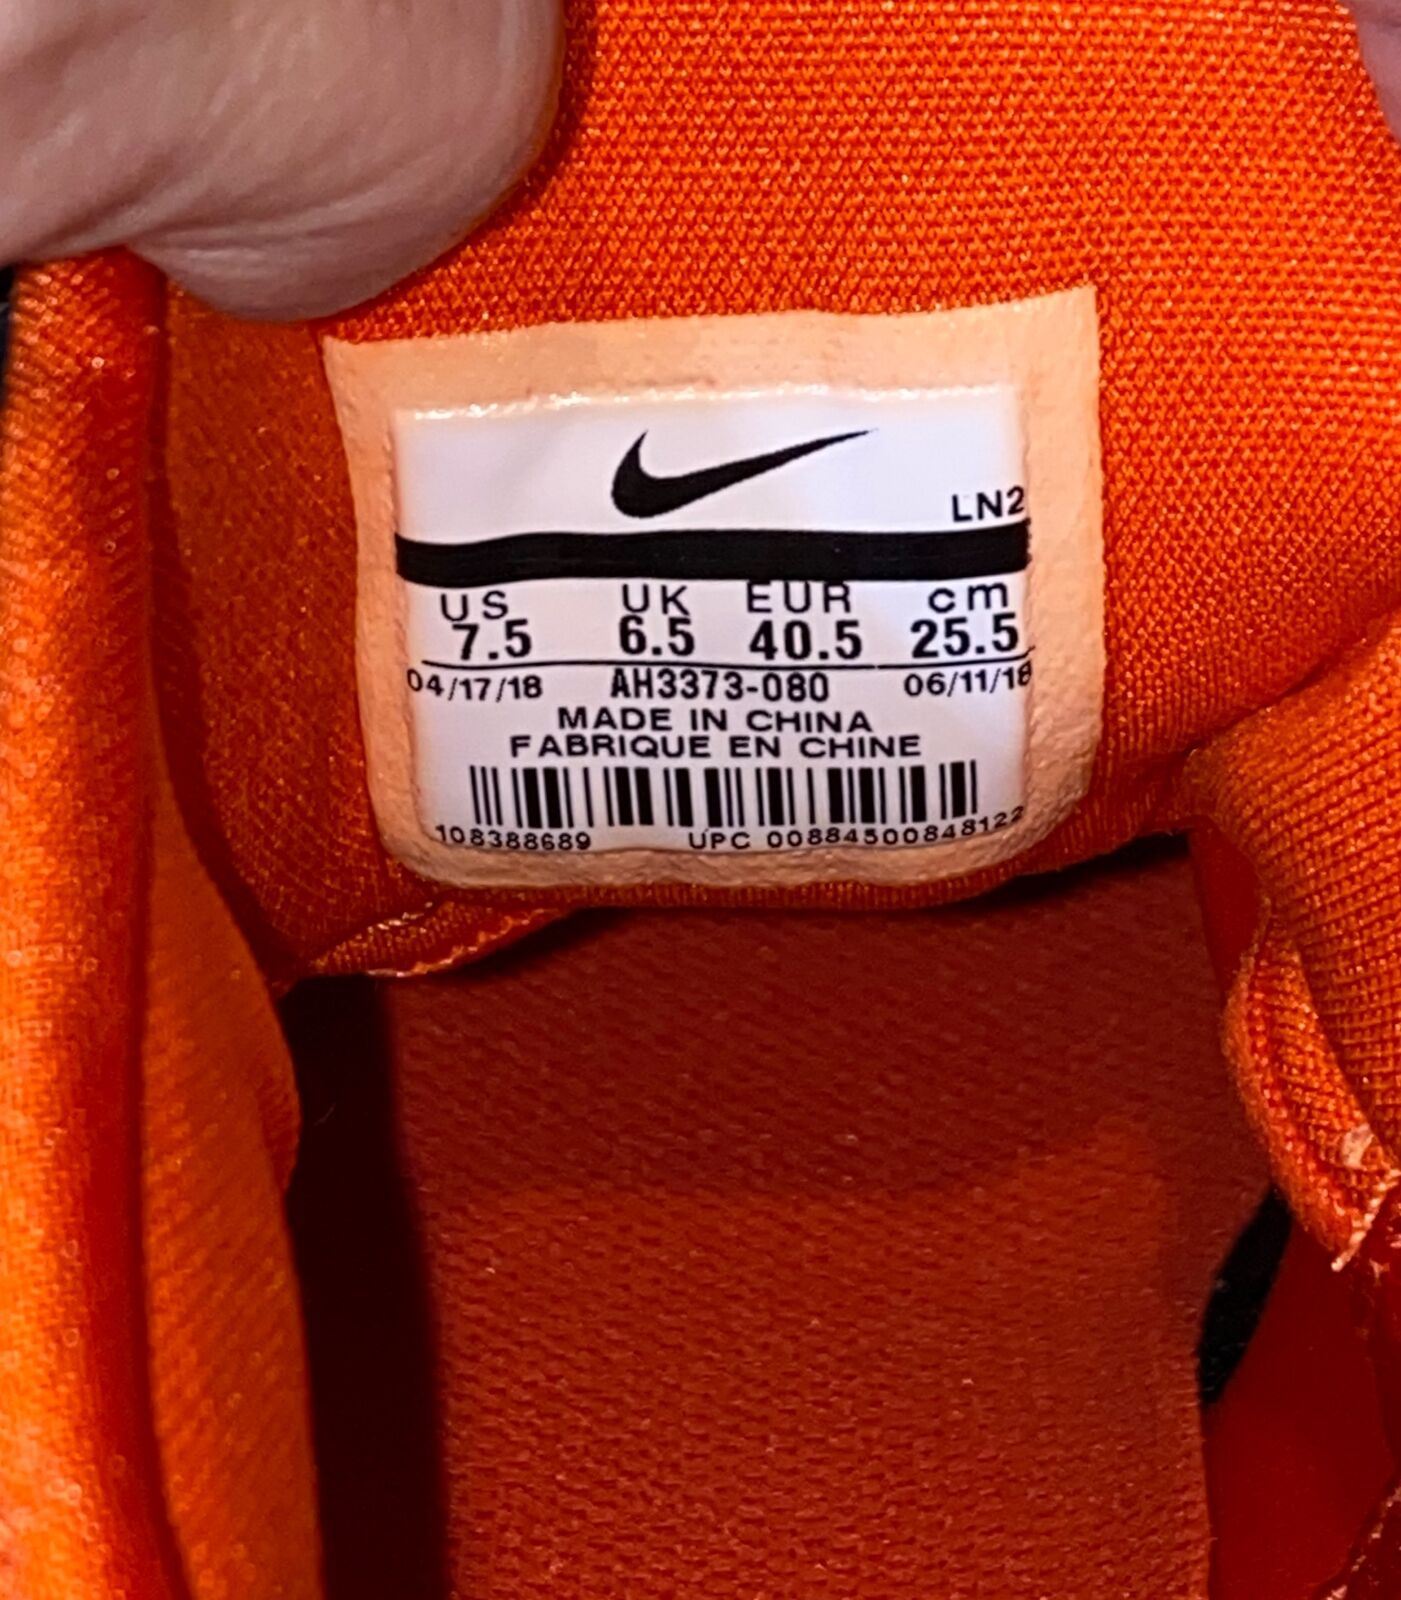 LN2
US UK EUR cm
7.5 6.5 40.5 25.5
04/17/18 AH3373-080 06/11/18
MADE IN CHINA
FABRIQUE EN CHINE
108388689 UPC 00884500848122